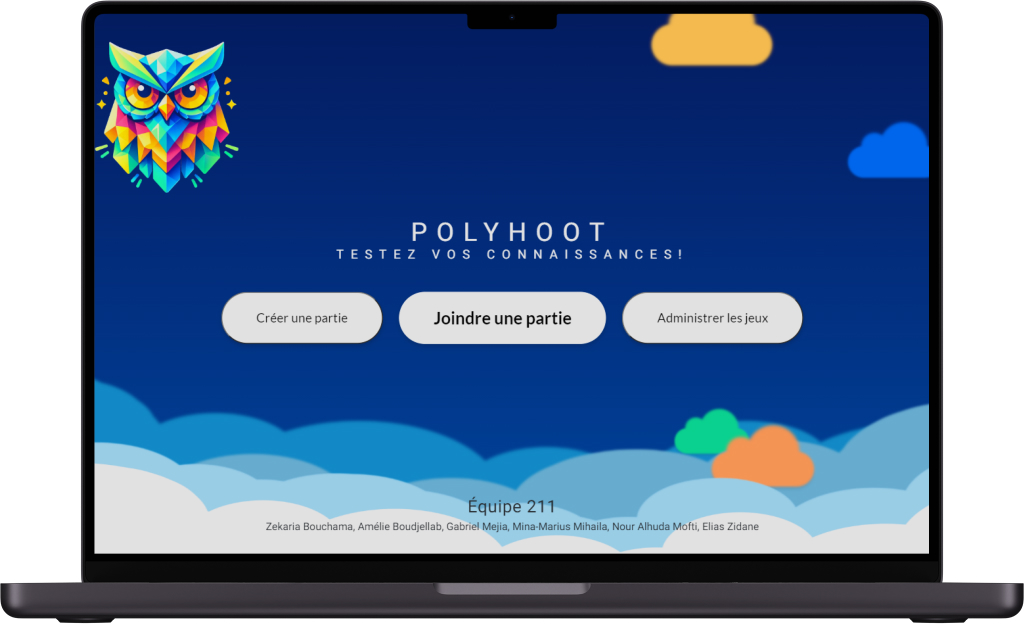 POLYHOOT
TESTEZ VOS CONNAISSANCES!
Créer une partie
Joindre une partie
Administrer les jeux
Équipe 211
Zekaria Bouchama, Amélie Boudjellab, Gabriel Mejia, Mina-Marius Mihaila, Nour Alhuda Mofti, Elias Zidane